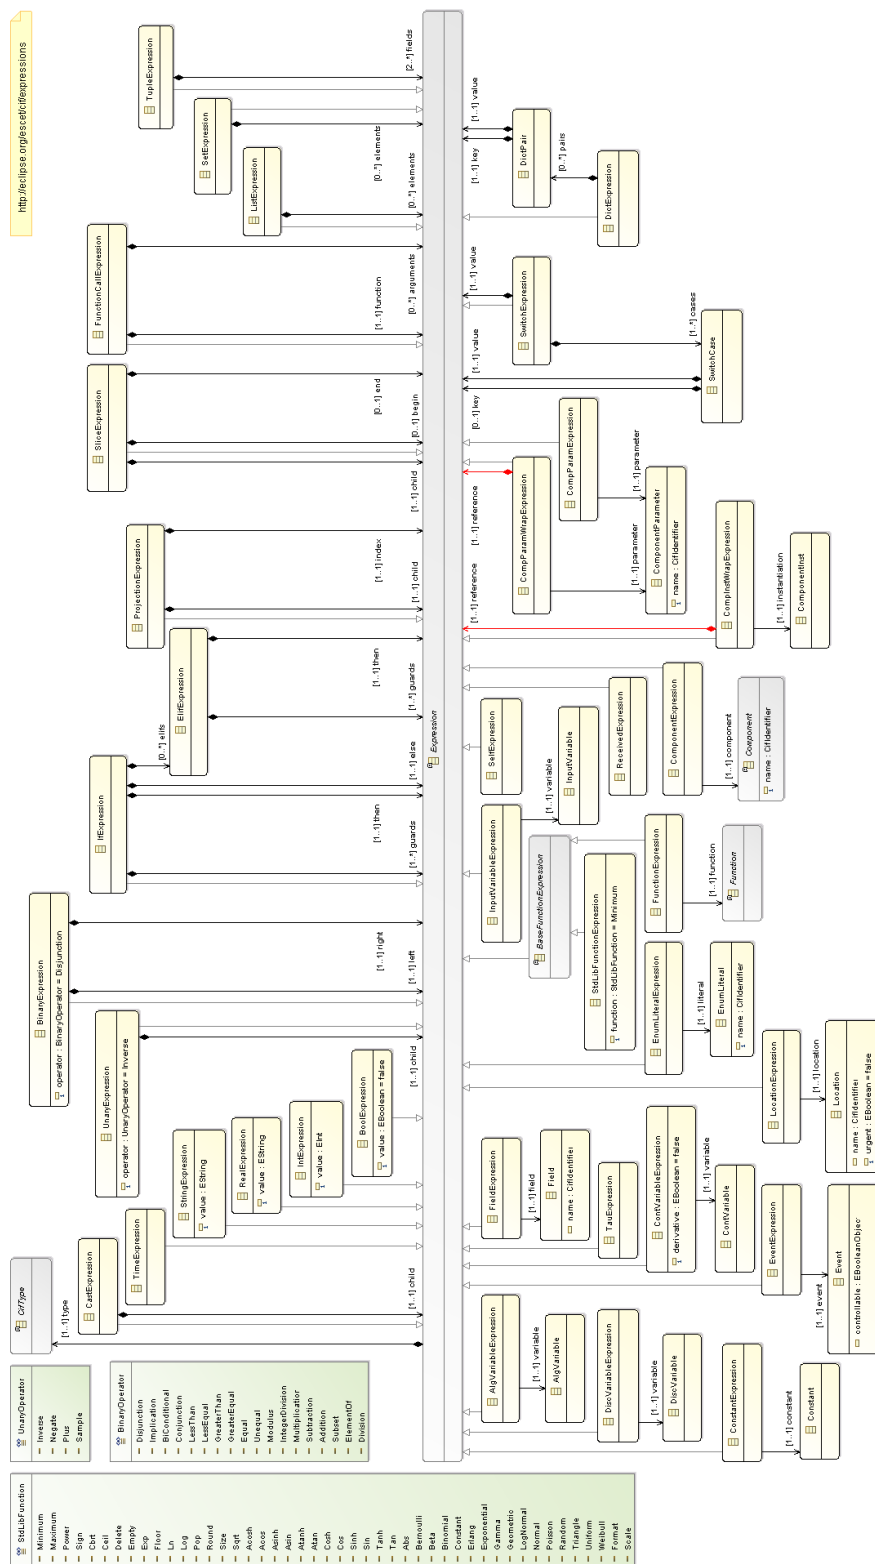 http://eclipse.org/escet/cif/expressions
StdLibFunction
Minimum
Maximum
Power
Sign
Cbrt
Ceil
Delete
Empty
Exp
Floor
Ln
Log
Pop
Round
Size
Sqrt
Acosh
Acos
Asinh
Asin
Atanh
Atan
Cosh
Cos
Sinh
Sin
Tanh
Tan
Abs
Bernoulli
Beta
Binomial
Constant
Erlang
Exponential
Gamma
Geometric
LogNormal
Normal
Poisson
Random
Triangle
Uniform
Weibull
Format
Scale
UnaryOperator
Inverse
Negate
Plus
Sample
BinaryOperator
Disjunction
Implication
BiConditional
Conjunction
LessThan
LessEqual
GreaterThan
GreaterEqual
Equal
Unequal
Modulus
IntegerDivision
Multiplication
Subtraction
Addition
Subset
ElementOf
Division
CifType
[1..1] type
CastExpression
[1..1] child
TimeExpression
StringExpression
value : EString
RealExpression
value : EString
IntExpression
value : EInt
BoolExpression
value : EBoolean = false
UnaryExpression
operator : UnaryOperator = Inverse
[1..1] child
BinaryExpression
operator : BinaryOperator = Disjunction
[1..1] left
[1..1] right
IfExpression
[1..*] guards
[1..1] then
[1..1] else
[0..*] elifs
ElifExpression
[1..*] guards
[1..1] then
ProjectionExpression
[1..1] child
[1..1] index
SliceExpression
[1..1] child
[0..1] begin
[0..1] end
FunctionCallExpression
[1..1] function
[0..*] arguments
ListExpression
[0..*] elements
SetExpression
[0..*] elements
TupleExpression
[2..*] fields
Expression
AlgVariableExpression
[1..1] variable
AlgVariable
DiscVariableExpression
[1..1] variable
DiscVariable
ConstantExpression
[1..1] constant
Constant
FieldExpression
[1..1] field
Field
name : CifIdentifier
TauExpression
ContVariableExpression
derivative : EBoolean = false
[1..1] variable
ContVariable
EventExpression
[1..1] event
Event
controllable : EBooleanObjec
LocationExpression
[1..1] location
Location
name : CifIdentifier
urgent : EBoolean = false
EnumLiteralExpression
[1..1] literal
EnumLiteral
name : CifIdentifier
BaseFunctionExpression
StdLibFunctionExpression
function : StdLibFunction = Minimum
FunctionExpression
[1..1] function
Function
InputVariableExpression
[1..1] variable
InputVariable
SelfExpression
ReceivedExpression
ComponentExpression
[1..1] component
Component
name : CifIdentifier
CompInstWrapExpression
[1..1] reference
[1..1] instantiation
ComponentInst
CompParamWrapExpression
[1..1] reference
[1..1] parameter
ComponentParameter
name : CifIdentifier
CompParamExpression
[1..1] parameter
SwitchExpression
[1..1] value
[1..*] cases
SwitchCase
[0..1] key
[1..1] value
DictPair
[1..1] key
[1..1] value
[0..*] pairs
DictExpression